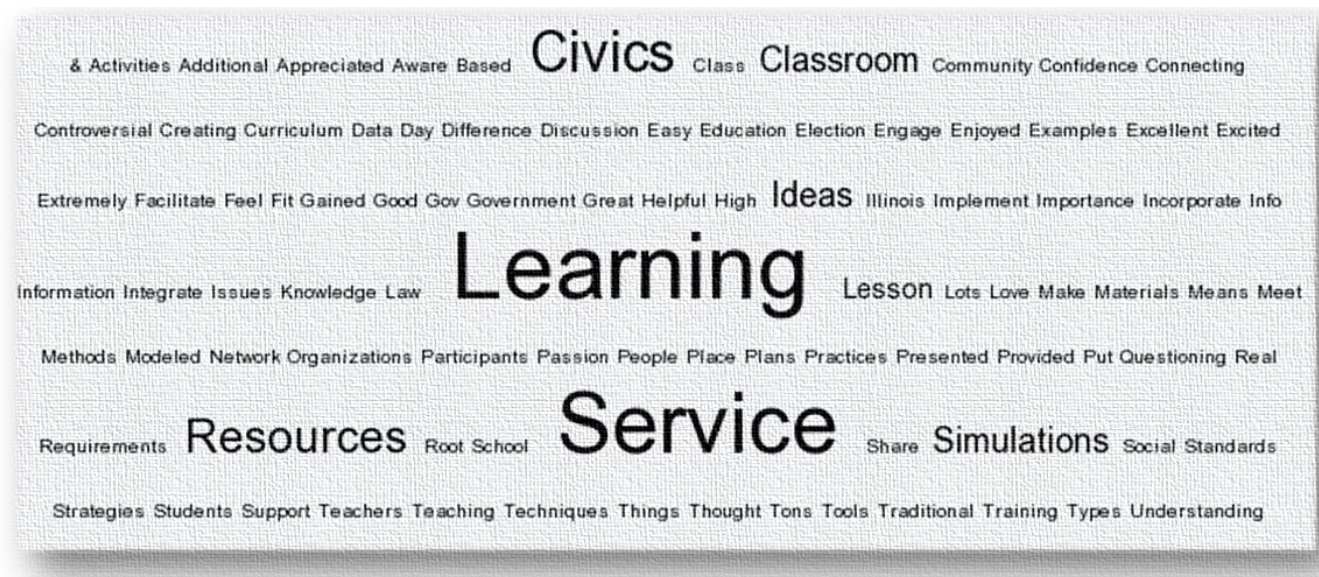 & Activities Additional Appreciated Aware Based Civics Class Classroom Community Confidence Connecting
Controversial Creating Curriculum Data Day Difference Discussion Easy Education Election Engage Enjoyed Examples Excellent Excited
Extremely Facilitate Feel Fit Gained Good Gov Government Great Helpful High Ideas Illinois Implement Importance Incorporate Info
Information Integrate Issues Knowledge Law Learning Lesson Lots Love Make Materials Means Meet
Methods Modeled Network Organizations Participants Passion People Place Plans Practices Presented Provided Put Questioning Real
Requirements Resources Root School Service Share Simulations Social Standards
Strategies Students Support Teachers Teaching Techniques Things Thought Tons Tools Traditional Training Types Understanding